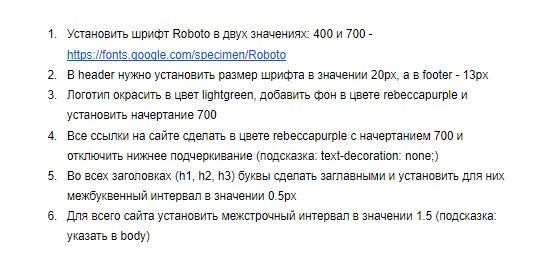 1. Установить шрифт Roboto в двух значениях: 400 и 700 -
https://fonts.google.com/specimen/Roboto
2. В header нужно установить размер шрифта в значении 20px, а в footer - 13px
3. Логотип окрасить в цвет lightgreen, добавить фон в цвете rebeccapurple и
установить начертание 700
4. Все ссылки на сайте сделать в цвете rebeccapurple с начертанием 700 и
отключить нижнее подчеркивание (подсказка: text-decoration: none;)
5. Во всех заголовках (h1, h2, h3) буквы сделать заглавными и установить для них
межбуквенный интервал в значении 0.5px
6. Для всего сайта установить межстрочный интервал в значении 1.5 (подсказка:
указать в body)